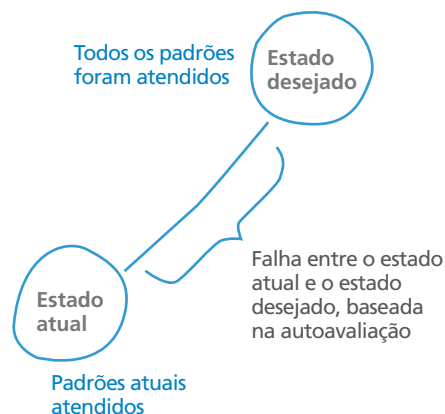 Todos os padrões
foram atendidos
Estado
desejado
Falha entre o estado
atual e o estado
desejado, baseada
na autoavaliação
Estado
atual
Padrões atuais
atendidos